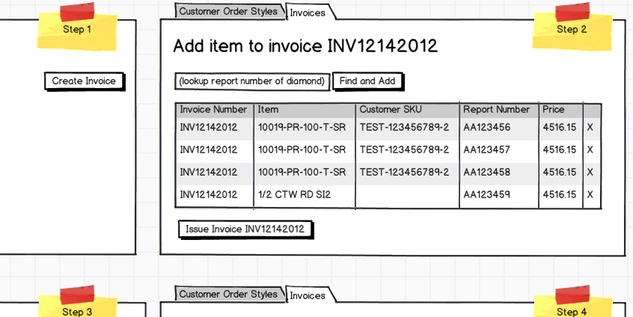 Customer Order Styles Invoices
Step 1
Step 2
Add item to invoice INV12142012
Create Invoice
(lookup report number of diamond) Find and Add
Invoice Number Item Customer SKU Report Number Price
INV12142012 10019-PR-100-T-SR TEST-123456789-2 AA123456 4516.15 X
INV12142012 10019-PR-100-T-SR TEST-123456789-2 AA123457 4516.15 X
INV12142012 10019-PR-100-T-SR TEST-123456789-2 AA123458 4516.15 X
INV12142012 1/2 CTW RD SI2 AA123459 4516.15 X
Issue Invoice INV12142012
Customer Order Styles Invoices
Step 3
Step 4